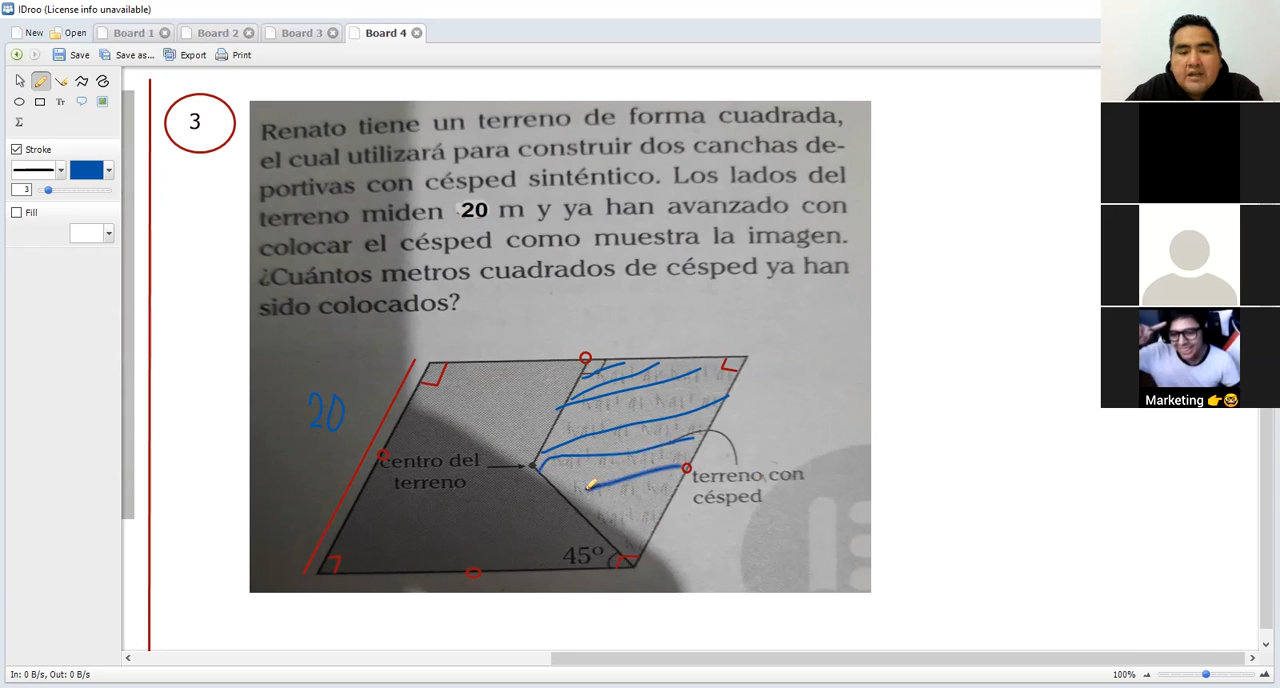 IDroo (License info unavailable)
New Open Board 1 Board 2 Board 3 Board 4
Save Save as... Export Print
Tr
Σ
Stroke
3
Fill
3
Renato tiene un terreno de forma cuadrada,
el cual utilizará para construir dos canchas de-
portivas con césped sinténtico. Los lados del
terreno miden 20 m y ya han avanzado con
colocar el césped como muestra la imagen.
¿Cuántos metros cuadrados de césped ya han
sido colocados?
20
centro del
terreno
terreno con
césped
45º
Marketing 👉🤓
In: 0 B/s, Out: 0 B/s
100%